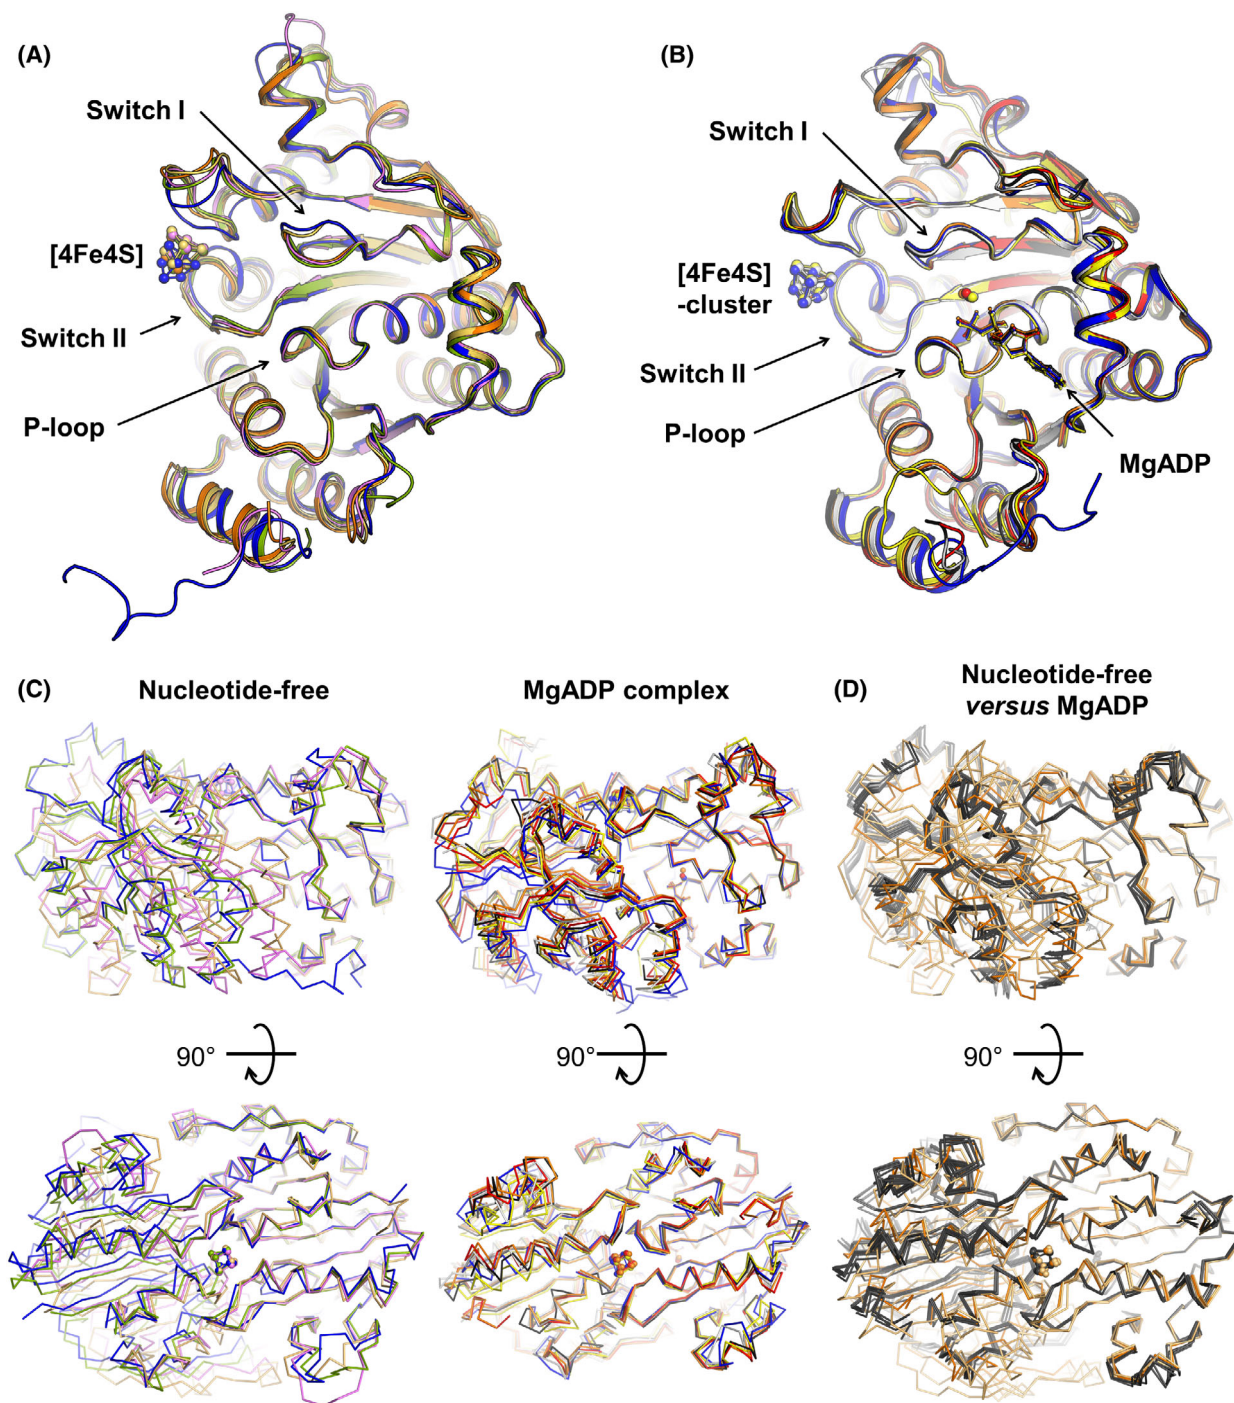 (A)
Switch I
[4Fe4S]
Switch II
P-loop
(B)
Switch I
[4Fe4S]
-cluster
Switch II
P-loop
MgADP
(C)
Nucleotide-free
MgADP complex
(D)
Nucleotide-free
versus MgADP
90°
90°
90°